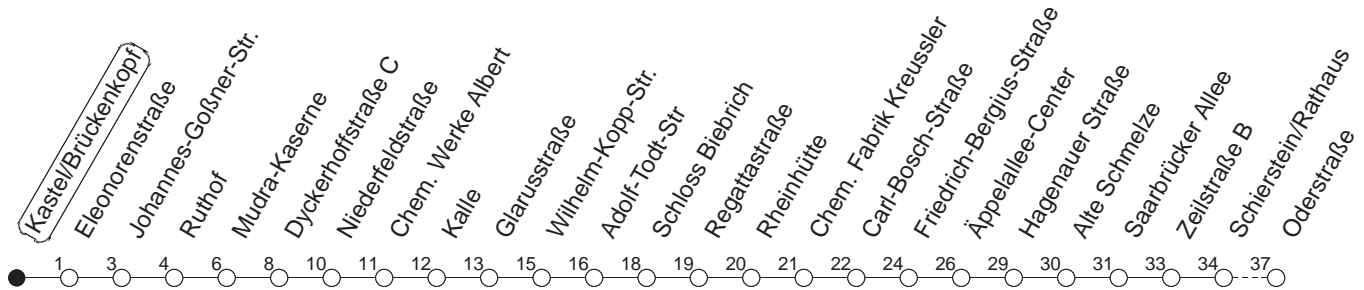 Kastel/Brückenkopf
Eleonorenstraße
Johannes-Goßner-Str.
Ruthof
Mudra-Kaserne
Dyckerhoffstraße C
Niederfeldstraße
Chem. Werke Albert
Kalle
Glarusstraße
Wilhelm-Kopp-Str.
Adolf-Todt-Str
Schloss Biebrich
Regattastraße
Rheinhütte
Chem. Fabrik Kreussler
Carl-Bosch-Straße
Friedrich-Bergius-Straße
Äppelallee-Center
Hagenauer Straße
Alte Schmelze
Saarbrücker Allee
Zeilstraße B
Schierstein/Rathaus
Oderstraße
1 3 4 6 8 10 11 12 13 15 16 18 19 20 21 22 24 26 29 30 31 33 34 37